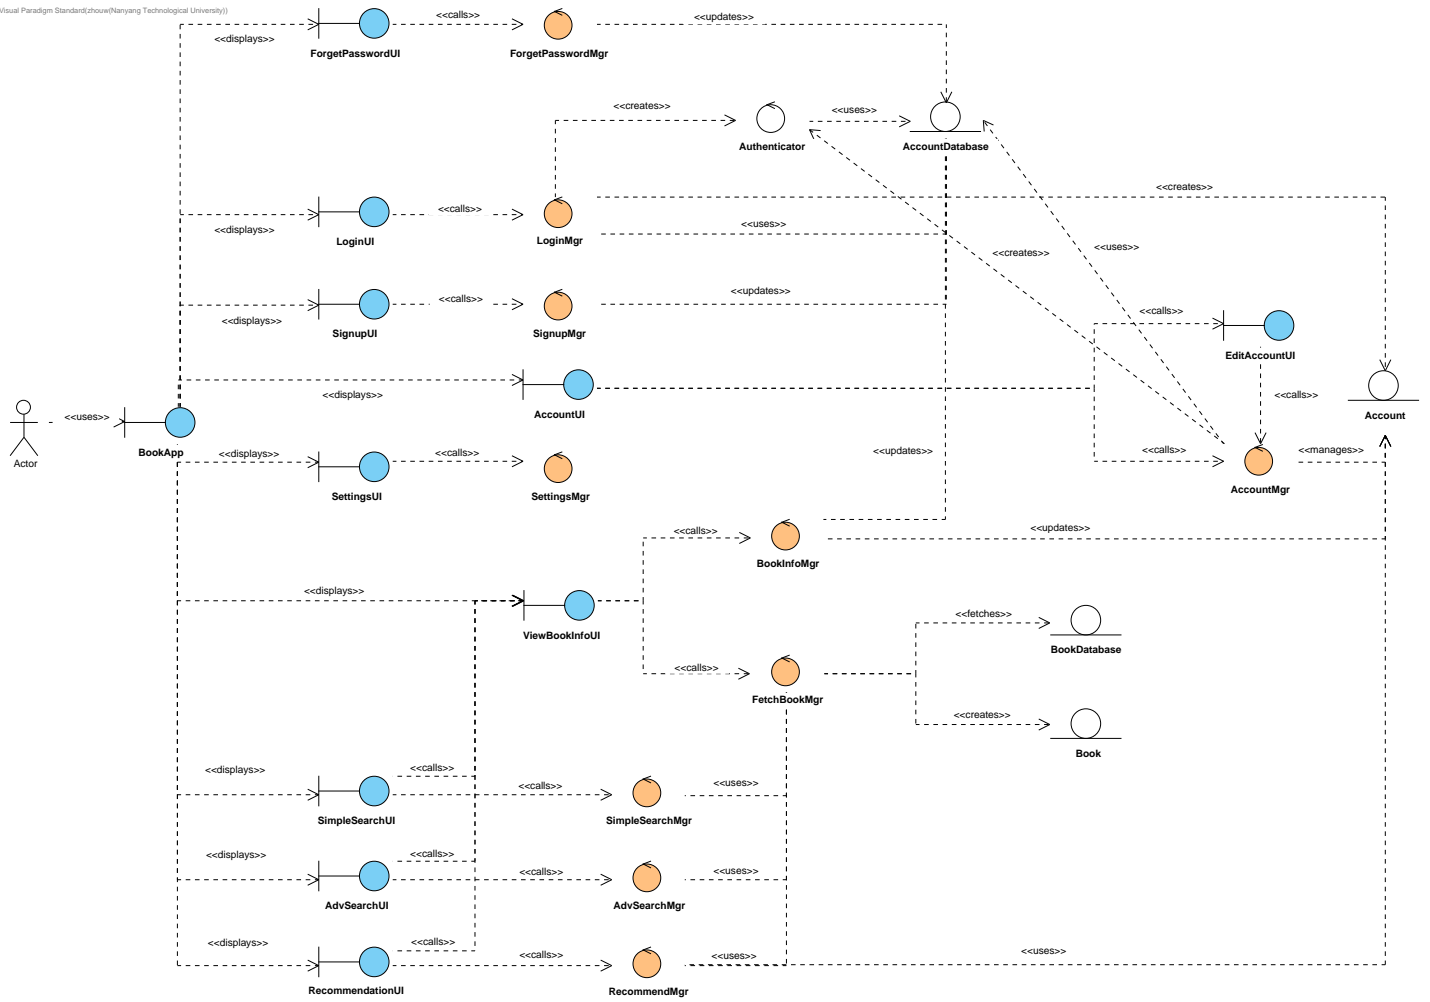 Visual Paradigm Standard(zhouw(Nanyang Technological University))
<<displays>>
<<calls>>
<<updates>>
ForgetPasswordUI
ForgetPasswordMgr
<<creates>>
<<uses>>
Authenticator
AccountDatabase
<<displays>>
<<calls>>
<<creates>>
<<uses>>
LoginUI
LoginMgr
<<creates>>
<<uses>>
<<displays>>
<<calls>>
<<updates>>
SignupUI
SignupMgr
<<calls>>
EditAccountUI
<<displays>>
AccountUI
<<calls>>
Account
<<uses>>
Actor
BookApp
<<displays>>
<<calls>>
SettingsUI
SettingsMgr
<<updates>>
<<calls>>
<<manages>>
AccountMgr
<<calls>>
<<updates>>
BookInfoMgr
<<displays>>
ViewBookInfoUI
<<fetches>>
BookDatabase
<<calls>>
FetchBookMgr
<<creates>>
Book
<<displays>>
<<calls>>
<<calls>>
<<uses>>
SimpleSearchUI
SimpleSearchMgr
<<displays>>
<<calls>>
<<calls>>
<<uses>>
AdvSearchUI
AdvSearchMgr
<<displays>>
<<calls>>
<<calls>>
<<uses>>
<<uses>>
RecommendationUI
RecommendMgr